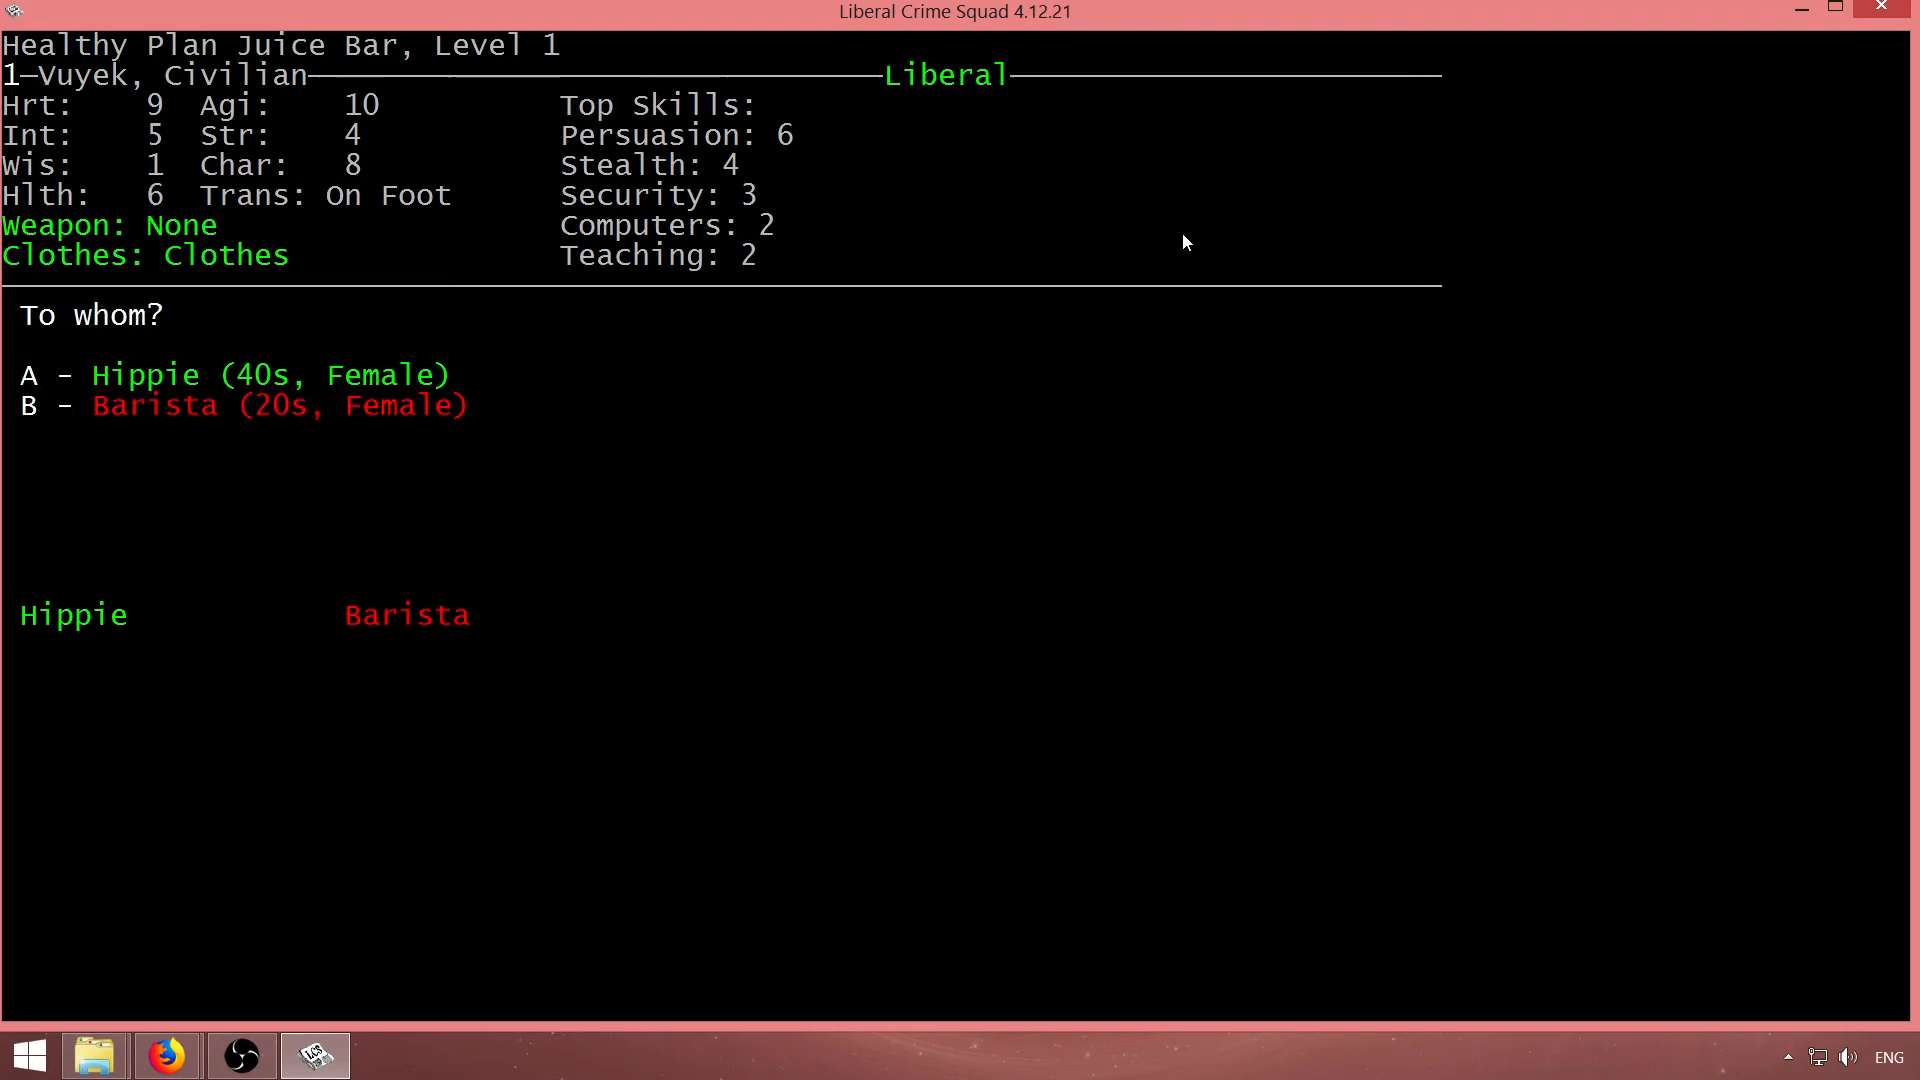 Liberal Crime Squad 4.12.21
Healthy Plan Juice Bar, Level 1
1—Vuyek, Civilian——Liberal——
Hrt: 9 Agi: 10 Top Skills:
Int: 5 Str: 4 Persuasion: 6
Wis: 1 Char: 8 Stealth: 4
Hlth: 6 Trans: On Foot Security: 3
Weapon: None Computers: 2
Clothes: Clothes Teaching: 2
To whom?
A - Hippie (40s, Female)
B - Barista (20s, Female)
Hippie Barista
LCS
ENG